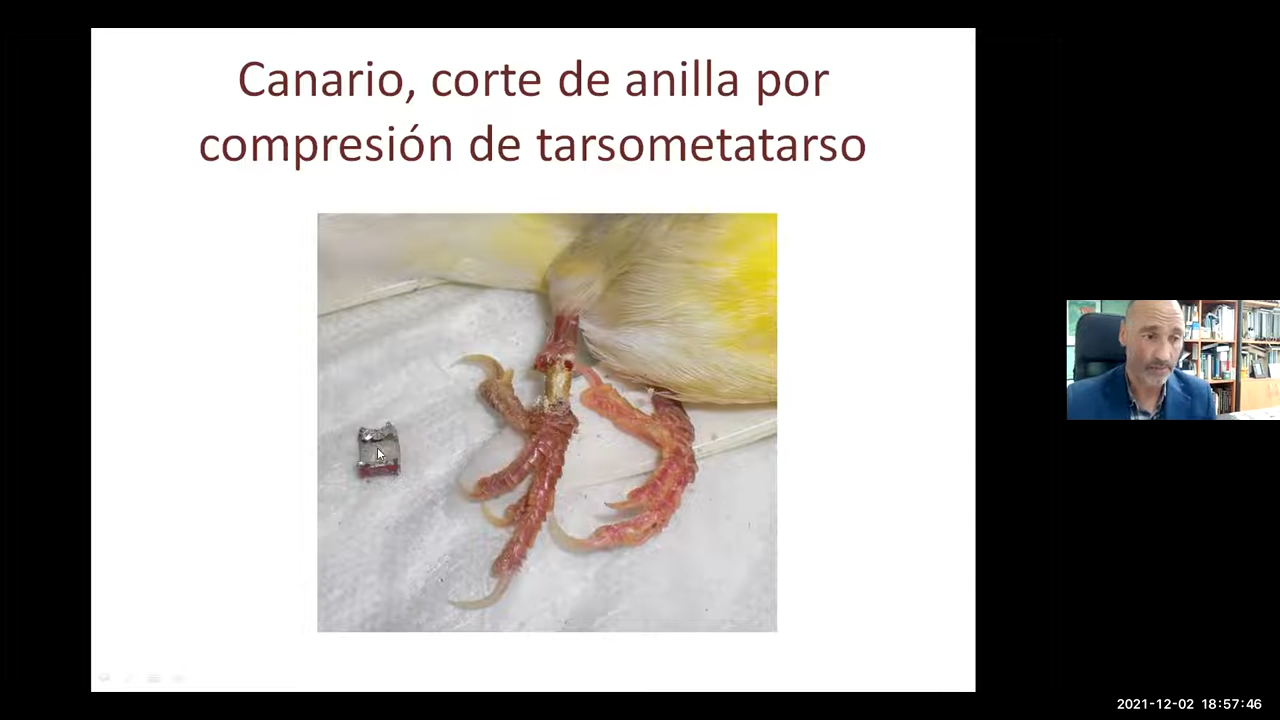 Canario, corte de anilla por
compresión de tarsometatarso
2021-12-02 18:57:46